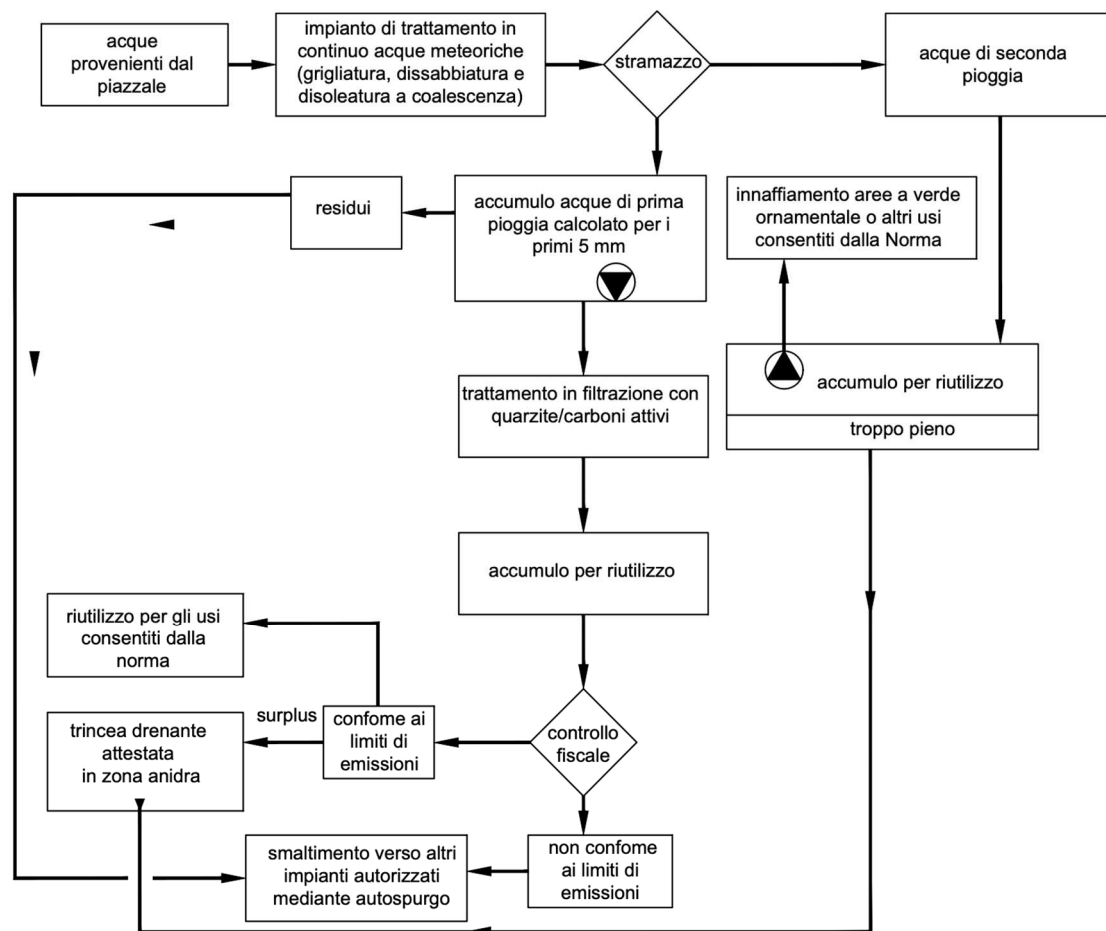 acque
provenienti dal
piazzale
impianto di trattamento in
continuo acque meteoriche
(grigliatura, dissabbiatura e
disoleatura a coalescenza)
stramazzo
acque di seconda
pioggia
residui
accumulo acque di prima
pioggia calcolato per i
primi 5 mm
innaffiamento aree a verde
ornamentale o altri usi
consentiti dalla Norma
accumulo per riutilizzo
troppo pieno
trattamento in filtrazione con
quarzite/carboni attivi
accumulo per riutilizzo
riutilizzo per gli usi
consentiti dalla
norma
surplus
trincea drenante
attestata
in zona anidra
confome ai
limiti di
emissioni
controllo
fiscale
smaltimento verso altri
impianti autorizzati
mediante autospurgo
non confome
ai limiti di
emissioni